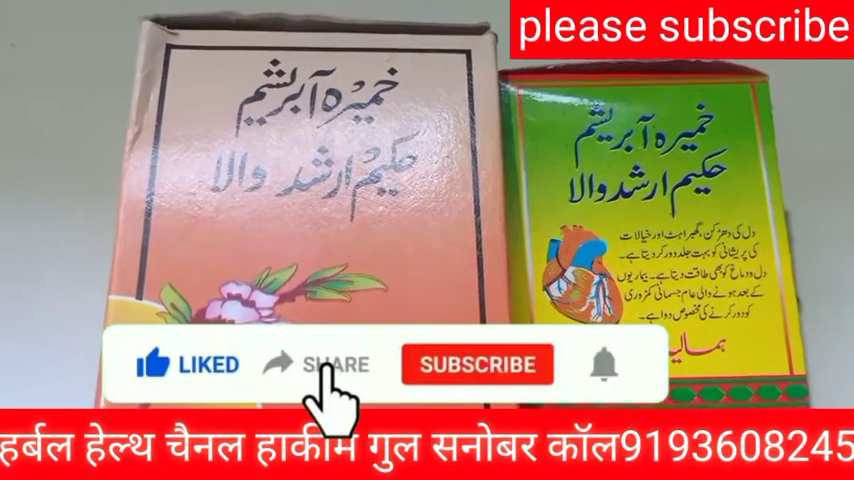 please subscribe
خمیرہ آبریشم
حکیم ارشد والا
خمیرہ آبریشم
حکیم ارشد والا
دل کی دھڑکن، گھبراہٹ اور خیالات
کی پریشانی کو بہت جلد دور کر دیتا ہے۔
دل و دماغ کو بھی طاقت دیتا ہے۔ بیماریوں
کے بعد ہونے والی عام جسمانی کمزوری
کو دور کرنے کی مخصوص دوا ہے۔
LIKED SHARE SUBSCRIBE
हर्बल हेल्थ चैनल हाकीम गुल सनोबर कॉल9193608245